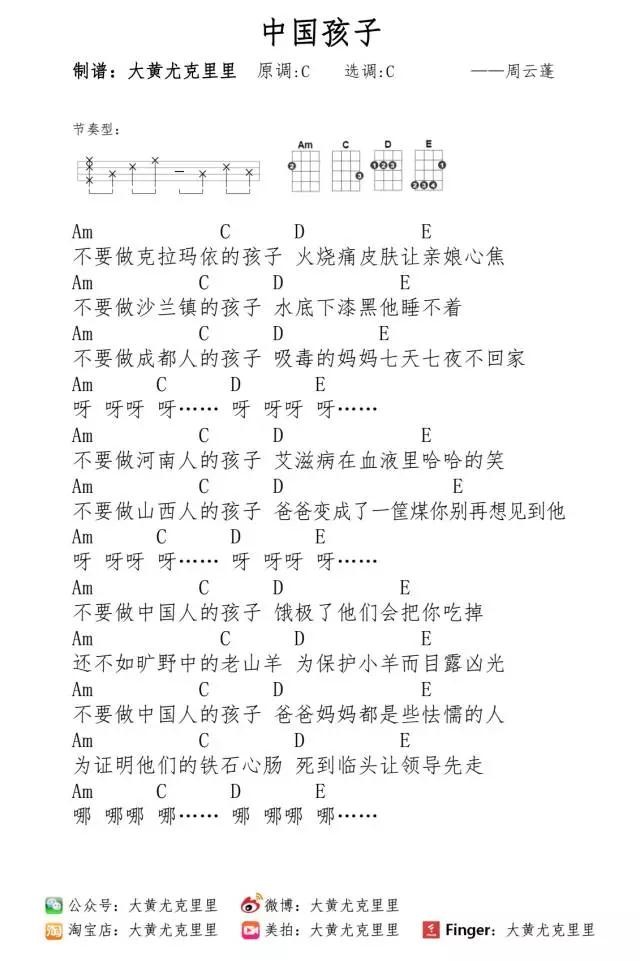 中国孩子
制谱：大黄尤克里里 原调:C 选调:C ——周云蓬
节奏型：
Am C D E
2 3 1 2 3 1 2 3 4
Am C D E
不要做克拉玛依的孩子 火烧痛皮肤让亲娘心焦
Am C D E
不要做沙兰镇的孩子 水底下漆黑他睡不着
Am C D E
不要做成都人的孩子 吸毒的妈妈七天七夜不回家
Am C D E
呀 呀呀 呀…… 呀 呀呀 呀……
Am C D E
不要做河南人的孩子 艾滋病在血液里哈哈的笑
Am C D E
不要做山西人的孩子 爸爸变成了一筐煤你别再想见到他
Am C D E
呀 呀呀 呀…… 呀 呀呀 呀……
Am C D E
不要做中国人的孩子 饿极了他们会把你吃掉
Am C D E
还不如旷野中的老山羊 为保护小羊而目露凶光
Am C D E
不要做中国人的孩子 爸爸妈妈都是些怯懦的人
Am C D E
为证明他们的铁石心肠 死到临头让领导先走
Am C D E
哪 哪哪 哪…… 哪 哪哪 哪……
公众号：大黄尤克里里 微博：大黄尤克里里
淘 淘宝店：大黄尤克里里 美拍：大黄尤克里里 Finger：大黄尤克里里